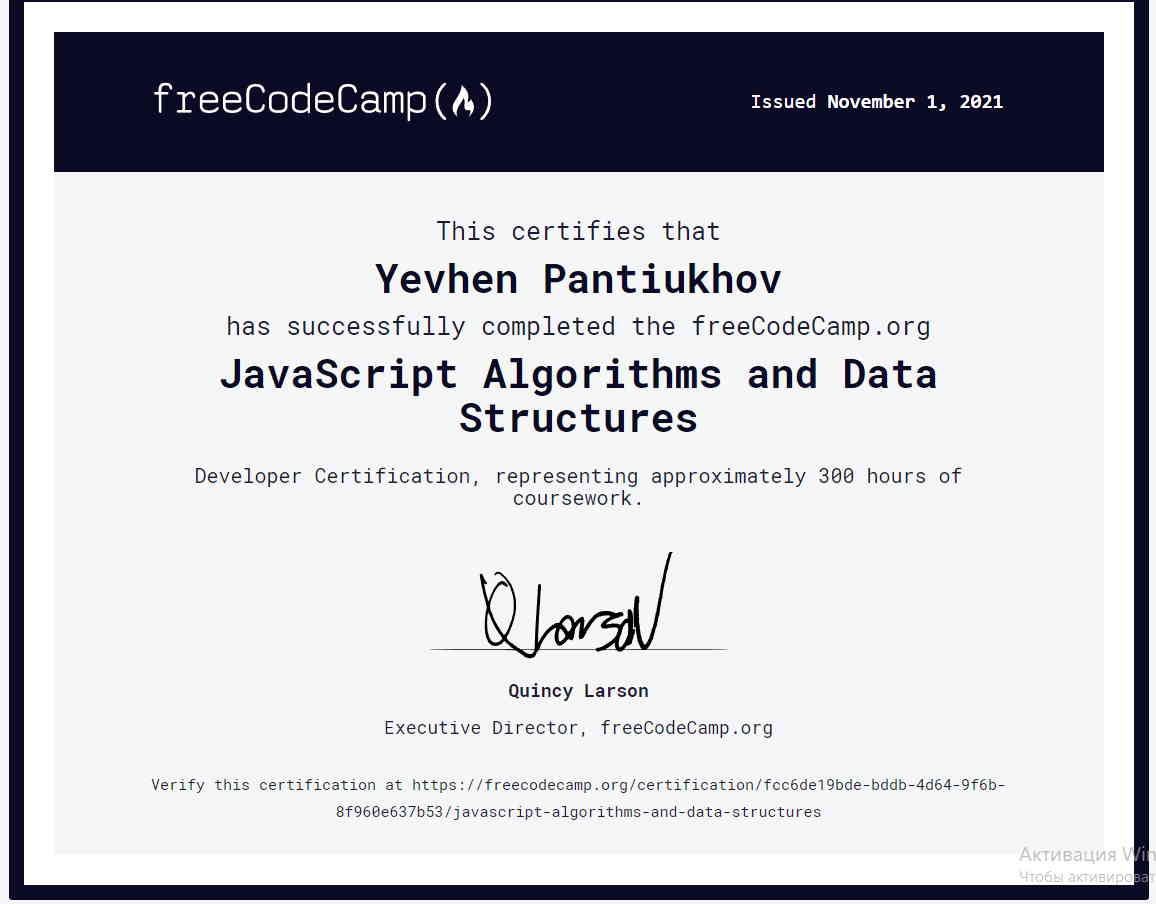 freeCodeCamp(🔥)
Issued November 1, 2021
This certifies that
Yevhen Pantiukhov
has successfully completed the freeCodeCamp.org
JavaScript Algorithms and Data
Structures
Developer Certification, representing approximately 300 hours of
coursework.
Q Larson
Quincy Larson
Executive Director, freeCodeCamp.org
Verify this certification at https://freecodecamp.org/certification/fcc6de19bde-bddb-4d64-9f6b-
8f960e637b53/javascript-algorithms-and-data-structures
Активация Win
Чтобы активироват